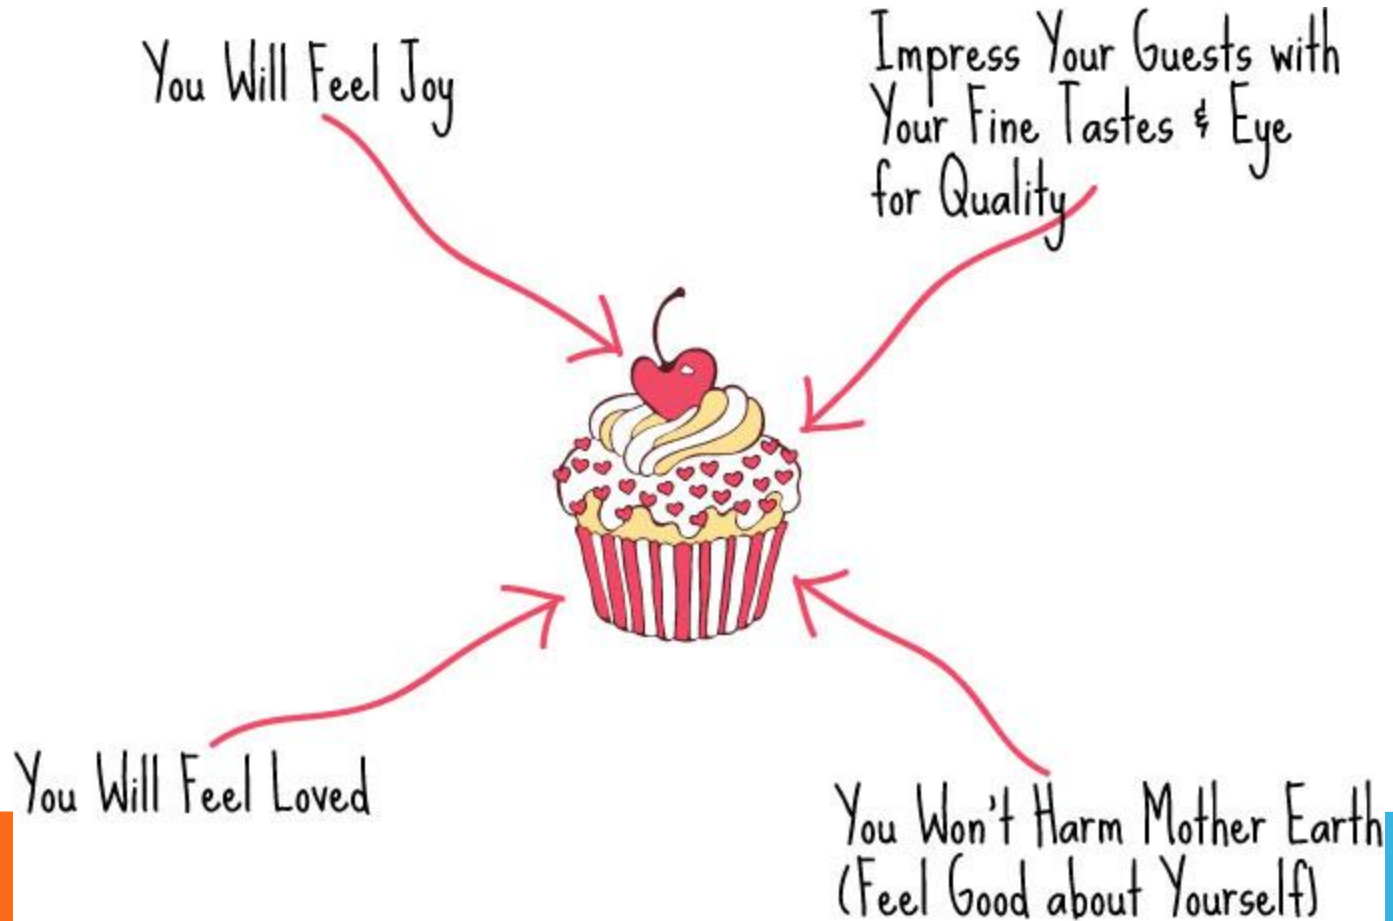 You Will Feel Joy
Impress Your Guests with
Your Fine Tastes & Eye
for Quality
You Will Feel Loved
You Won't Harm Mother Earth
(Feel Good about Yourself)